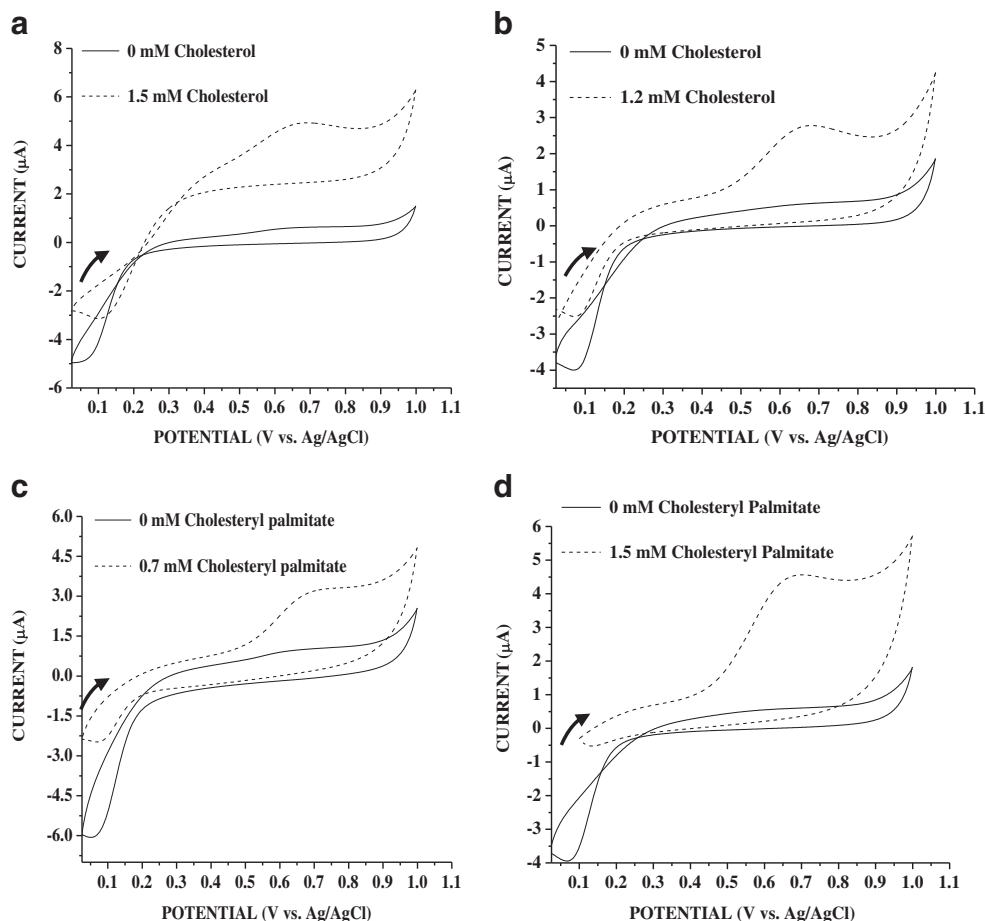 a
8
0 mM Cholesterol
6
1.5 mM Cholesterol
4
2
0
-2
-4
-6
CURRENT (μA)
0.1 0.2 0.3 0.4 0.5 0.6 0.7 0.8 0.9 1.0 1.1
POTENTIAL (V vs. Ag/AgCl)
b
5
0 mM Cholesterol
4
1.2 mM Cholesterol
3
2
1
0
-1
-2
-3
-4
CURRENT (μA)
0.1 0.2 0.3 0.4 0.5 0.6 0.7 0.8 0.9 1.0 1.1
POTENTIAL (V vs. Ag/AgCl)
c
6.0
0 mM Cholesteryl palmitate
4.5
0.7 mM Cholesteryl palmitate
3.0
1.5
0.0
-1.5
-3.0
-4.5
-6.0
CURRENT (μA)
0.1 0.2 0.3 0.4 0.5 0.6 0.7 0.8 0.9 1.0 1.1
POTENTIAL (V vs. Ag/AgCl)
d
0 mM Cholesteryl Palmitate
6
1.5 mM Cholesteryl Palmitate
5
4
3
2
1
0
-1
-2
-3
-4
CURRENT (μA)
0.1 0.2 0.3 0.4 0.5 0.6 0.7 0.8 0.9 1.0 1.1
POTENTIAL (V vs. Ag/AgCl)